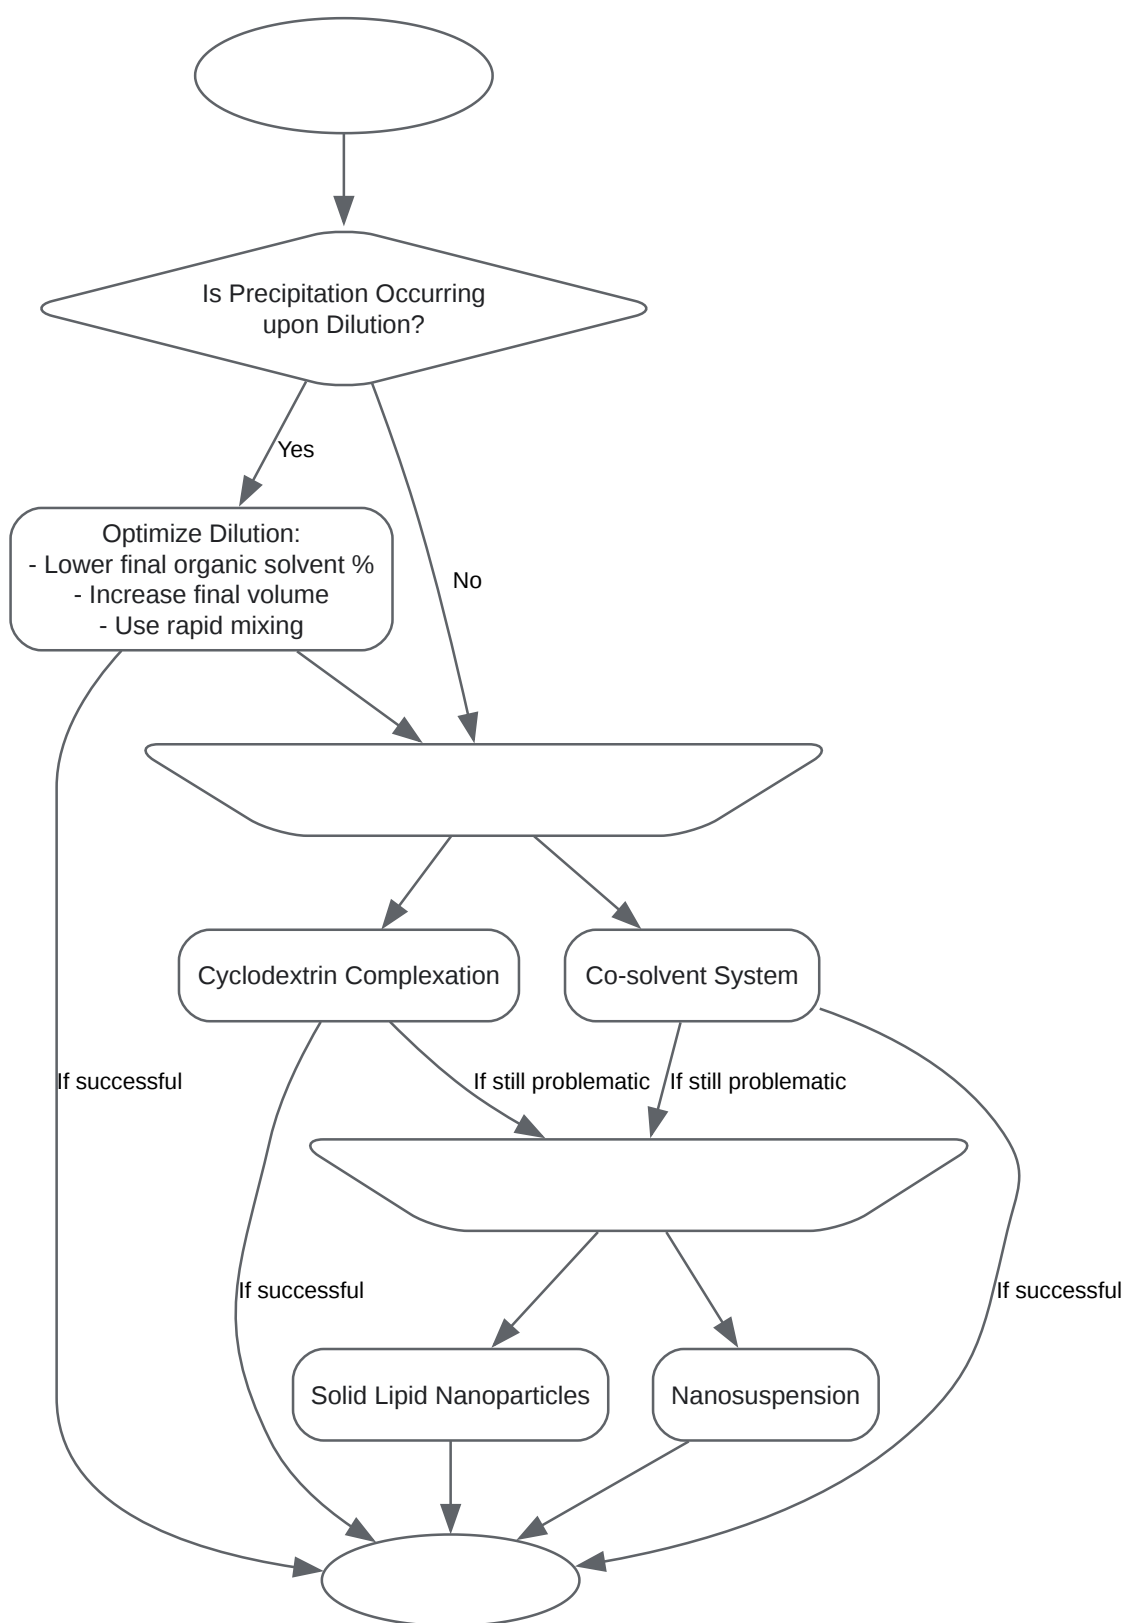 Is Precipitation Occurring
upon Dilution?
Yes
Optimize Dilution:
- Lower final organic solvent %
- Increase final volume
- Use rapid mixing
No
Cyclodextrin Complexation
Co-solvent System
If successful
If still problematic
If still problematic
If successful
If successful
Solid Lipid Nanoparticles
Nanosuspension